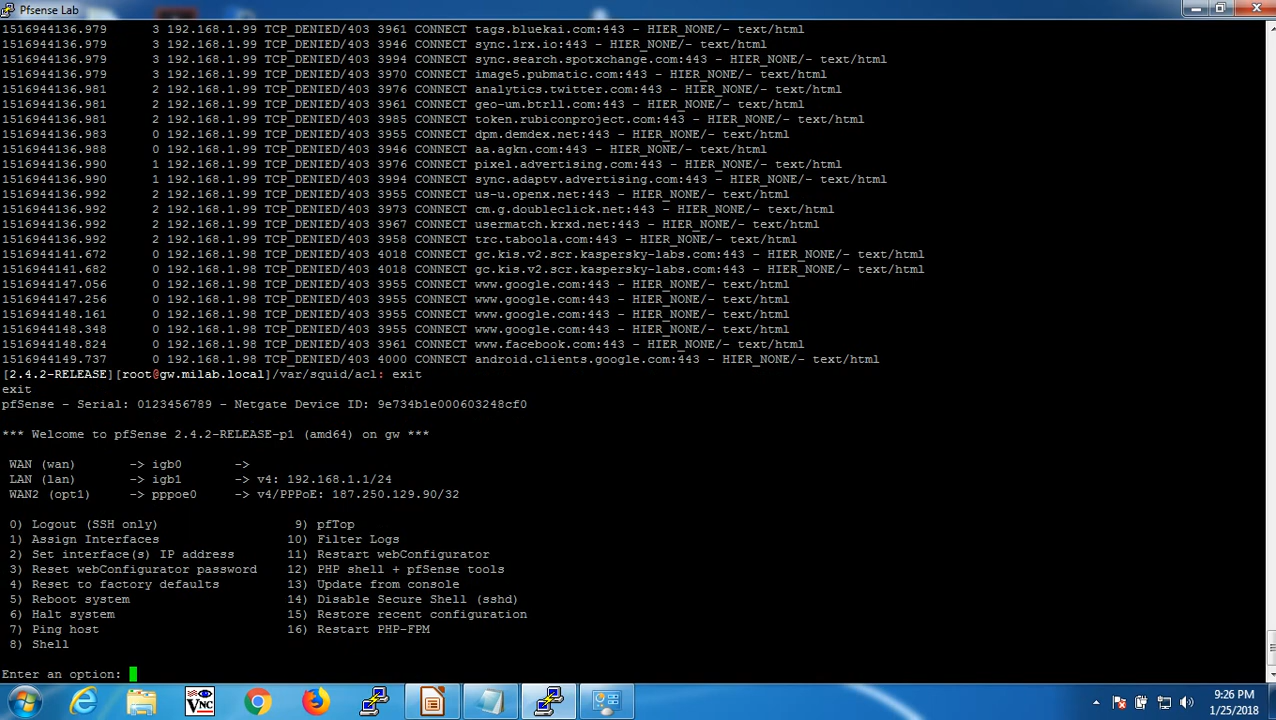 Pfsense Lab
1516944136.979 3 192.168.1.99 TCP_DENIED/403 3961 CONNECT tags.bluekai.com:443 - HIER_NONE/- text/html
1516944136.979 3 192.168.1.99 TCP_DENIED/403 3946 CONNECT sync.1rx.io:443 - HIER_NONE/- text/html
1516944136.979 3 192.168.1.99 TCP_DENIED/403 3994 CONNECT sync.search.spotxchange.com:443 - HIER_NONE/- text/html
1516944136.979 3 192.168.1.99 TCP_DENIED/403 3970 CONNECT image5.pubmatic.com:443 - HIER_NONE/- text/html
1516944136.981 2 192.168.1.99 TCP_DENIED/403 3976 CONNECT analytics.twitter.com:443 - HIER_NONE/- text/html
1516944136.981 2 192.168.1.99 TCP_DENIED/403 3961 CONNECT geo-um.btrll.com:443 - HIER_NONE/- text/html
1516944136.981 2 192.168.1.99 TCP_DENIED/403 3985 CONNECT token.rubiconproject.com:443 - HIER_NONE/- text/html
1516944136.983 0 192.168.1.99 TCP_DENIED/403 3955 CONNECT dpm.demdex.net:443 - HIER_NONE/- text/html
1516944136.988 0 192.168.1.99 TCP_DENIED/403 3946 CONNECT aa.agkn.com:443 - HIER_NONE/- text/html
1516944136.990 1 192.168.1.99 TCP_DENIED/403 3976 CONNECT pixel.advertising.com:443 - HIER_NONE/- text/html
1516944136.990 1 192.168.1.99 TCP_DENIED/403 3994 CONNECT sync.adaptv.advertising.com:443 - HIER_NONE/- text/html
1516944136.992 2 192.168.1.99 TCP_DENIED/403 3955 CONNECT us-u.openx.net:443 - HIER_NONE/- text/html
1516944136.992 2 192.168.1.99 TCP_DENIED/403 3973 CONNECT cm.g.doubleclick.net:443 - HIER_NONE/- text/html
1516944136.992 2 192.168.1.99 TCP_DENIED/403 3967 CONNECT usermatch.krxd.net:443 - HIER_NONE/- text/html
1516944136.992 2 192.168.1.99 TCP_DENIED/403 3958 CONNECT trc.taboola.com:443 - HIER_NONE/- text/html
1516944141.672 0 192.168.1.98 TCP_DENIED/403 4018 CONNECT gc.kis.v2.scr.kaspersky-labs.com:443 - HIER_NONE/- text/html
1516944141.682 0 192.168.1.98 TCP_DENIED/403 4018 CONNECT gc.kis.v2.scr.kaspersky-labs.com:443 - HIER_NONE/- text/html
1516944147.056 0 192.168.1.98 TCP_DENIED/403 3955 CONNECT www.google.com:443 - HIER_NONE/- text/html
1516944147.256 0 192.168.1.98 TCP_DENIED/403 3955 CONNECT www.google.com:443 - HIER_NONE/- text/html
1516944148.161 0 192.168.1.98 TCP_DENIED/403 3955 CONNECT www.google.com:443 - HIER_NONE/- text/html
1516944148.348 0 192.168.1.98 TCP_DENIED/403 3955 CONNECT www.google.com:443 - HIER_NONE/- text/html
1516944148.824 0 192.168.1.98 TCP_DENIED/403 3961 CONNECT www.facebook.com:443 - HIER_NONE/- text/html
1516944149.737 0 192.168.1.98 TCP_DENIED/403 4000 CONNECT android.clients.google.com:443 - HIER_NONE/- text/html
[2.4.2-RELEASE][root@gw.milab.local]/var/squid/acl: exit
exit
pfSense - Serial: 0123456789 - Netgate Device ID: 9e734b1e000603248cf0
*** Welcome to pfSense 2.4.2-RELEASE-p1 (amd64) on gw ***
WAN (wan) -> igb0 ->
LAN (lan) -> igb1 -> v4: 192.168.1.1/24
WAN2 (opt1) -> pppoe0 -> v4/PPPoE: 187.250.129.90/32
0) Logout (SSH only) 9) pfTop
1) Assign Interfaces 10) Filter Logs
2) Set interface(s) IP address 11) Restart webConfigurator
3) Reset webConfigurator password 12) PHP shell + pfSense tools
4) Reset to factory defaults 13) Update from console
5) Reboot system 14) Disable Secure Shell (sshd)
6) Halt system 15) Restore recent configuration
7) Ping host 16) Restart PHP-FPM
8) Shell
Enter an option:
VNC
9:26 PM
1/25/2018